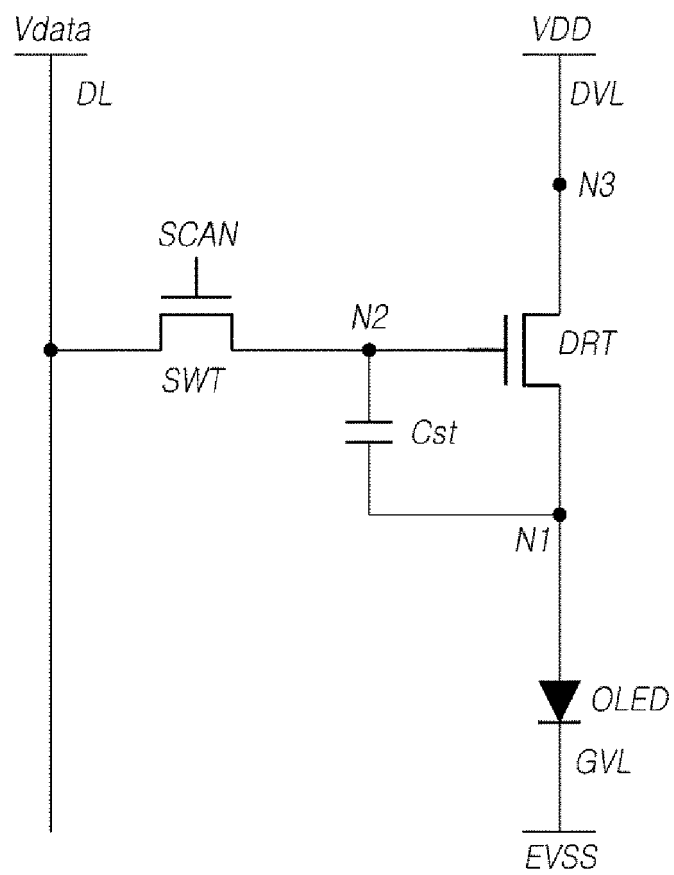 Vdata
VDD
DL
DVL
N3
SCAN
N2
DRT
SWT
Cst
N1
OLED
GVL
EVSS